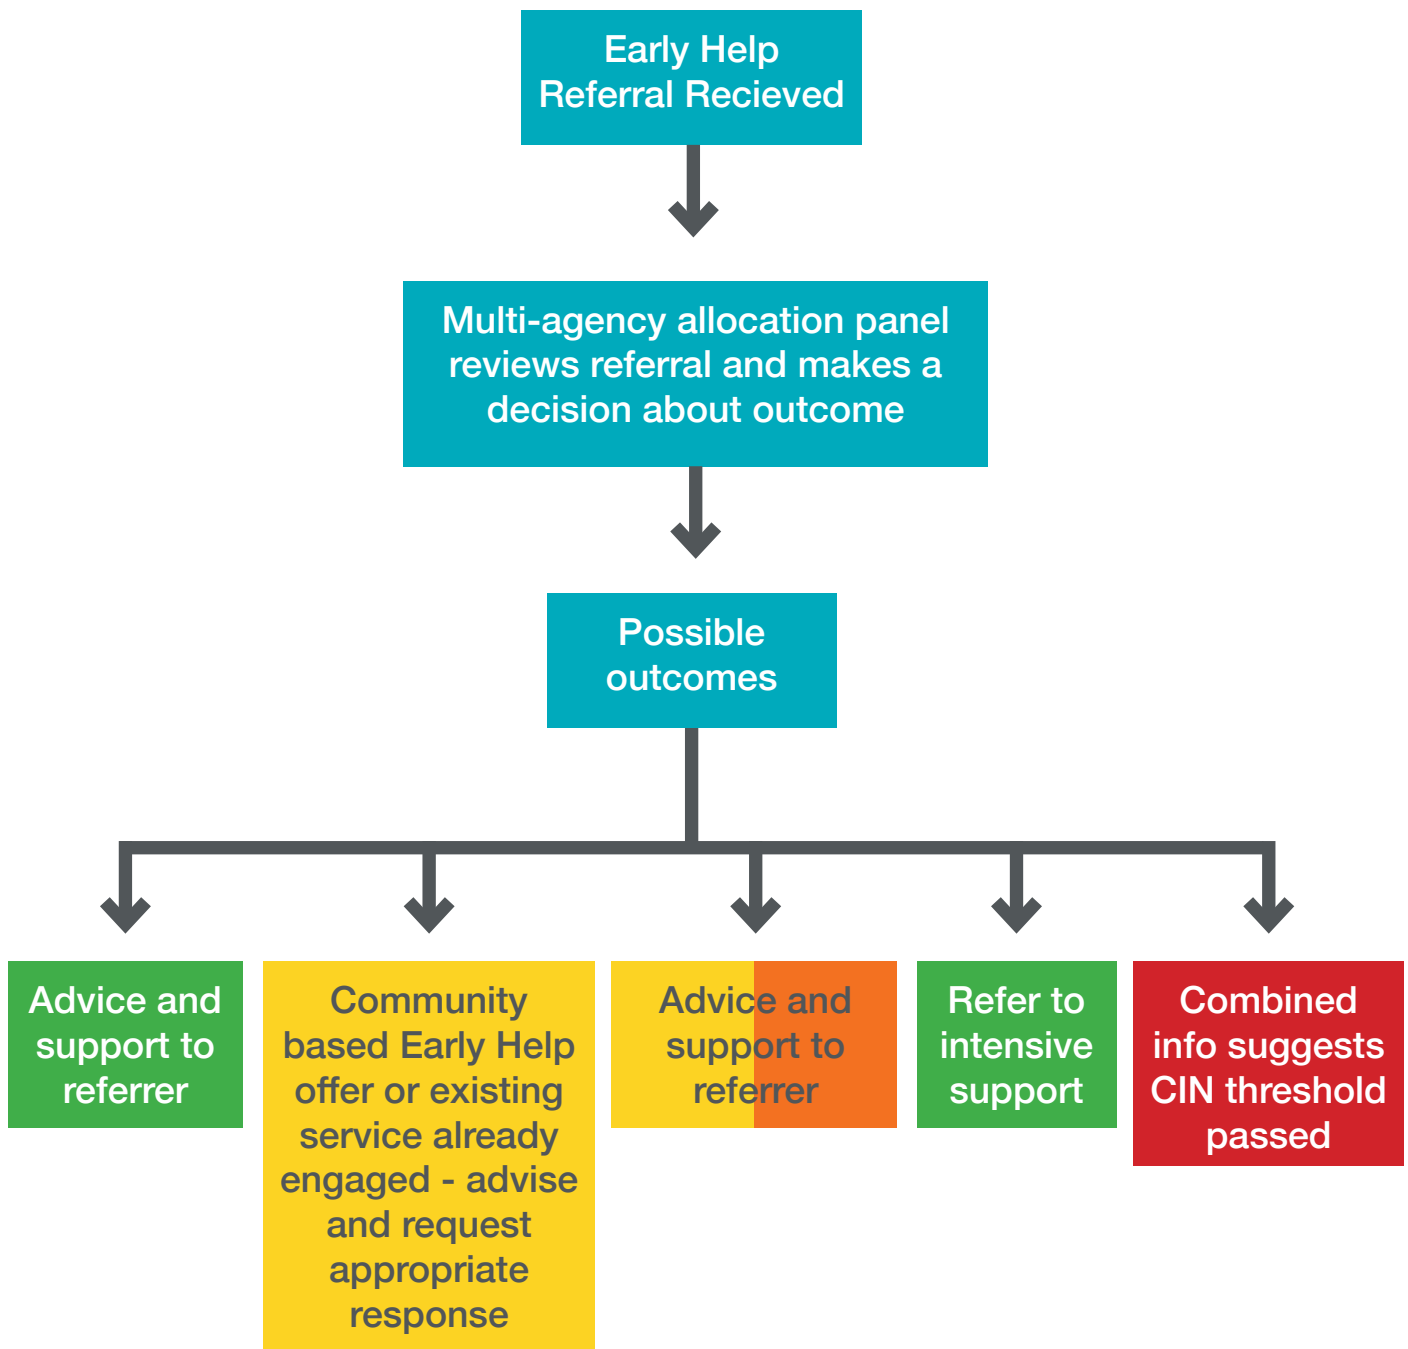 Early Help
Referral Recieved
Multi-agency allocation panel
reviews referral and makes a
decision about outcome
Possible
outcomes
Advice and
support to
referrer
Community
based Early Help
offer or existing
service already
engaged - advise
and request
appropriate
response
Advice and
support to
referrer
Refer to
intensive
support
Combined
info suggests
CIN threshold
passed